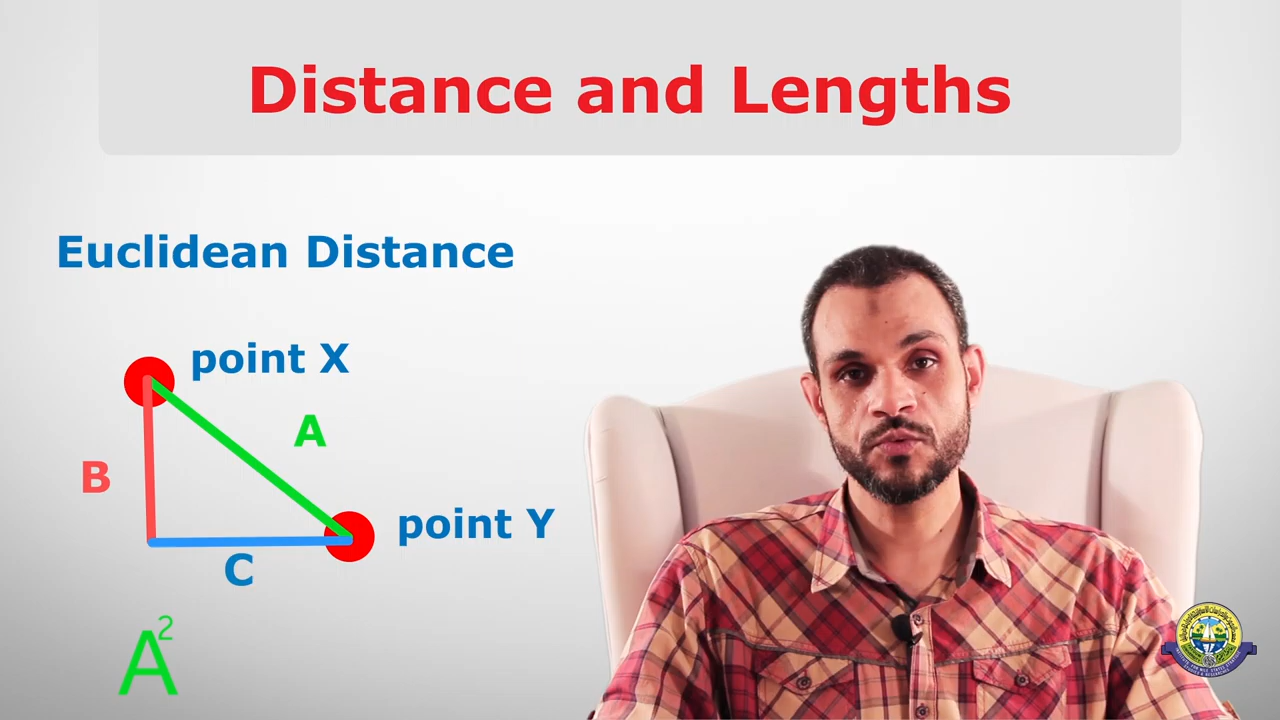 Distance and Lengths
Euclidean Distance
point X
A
B
point Y
C
A²